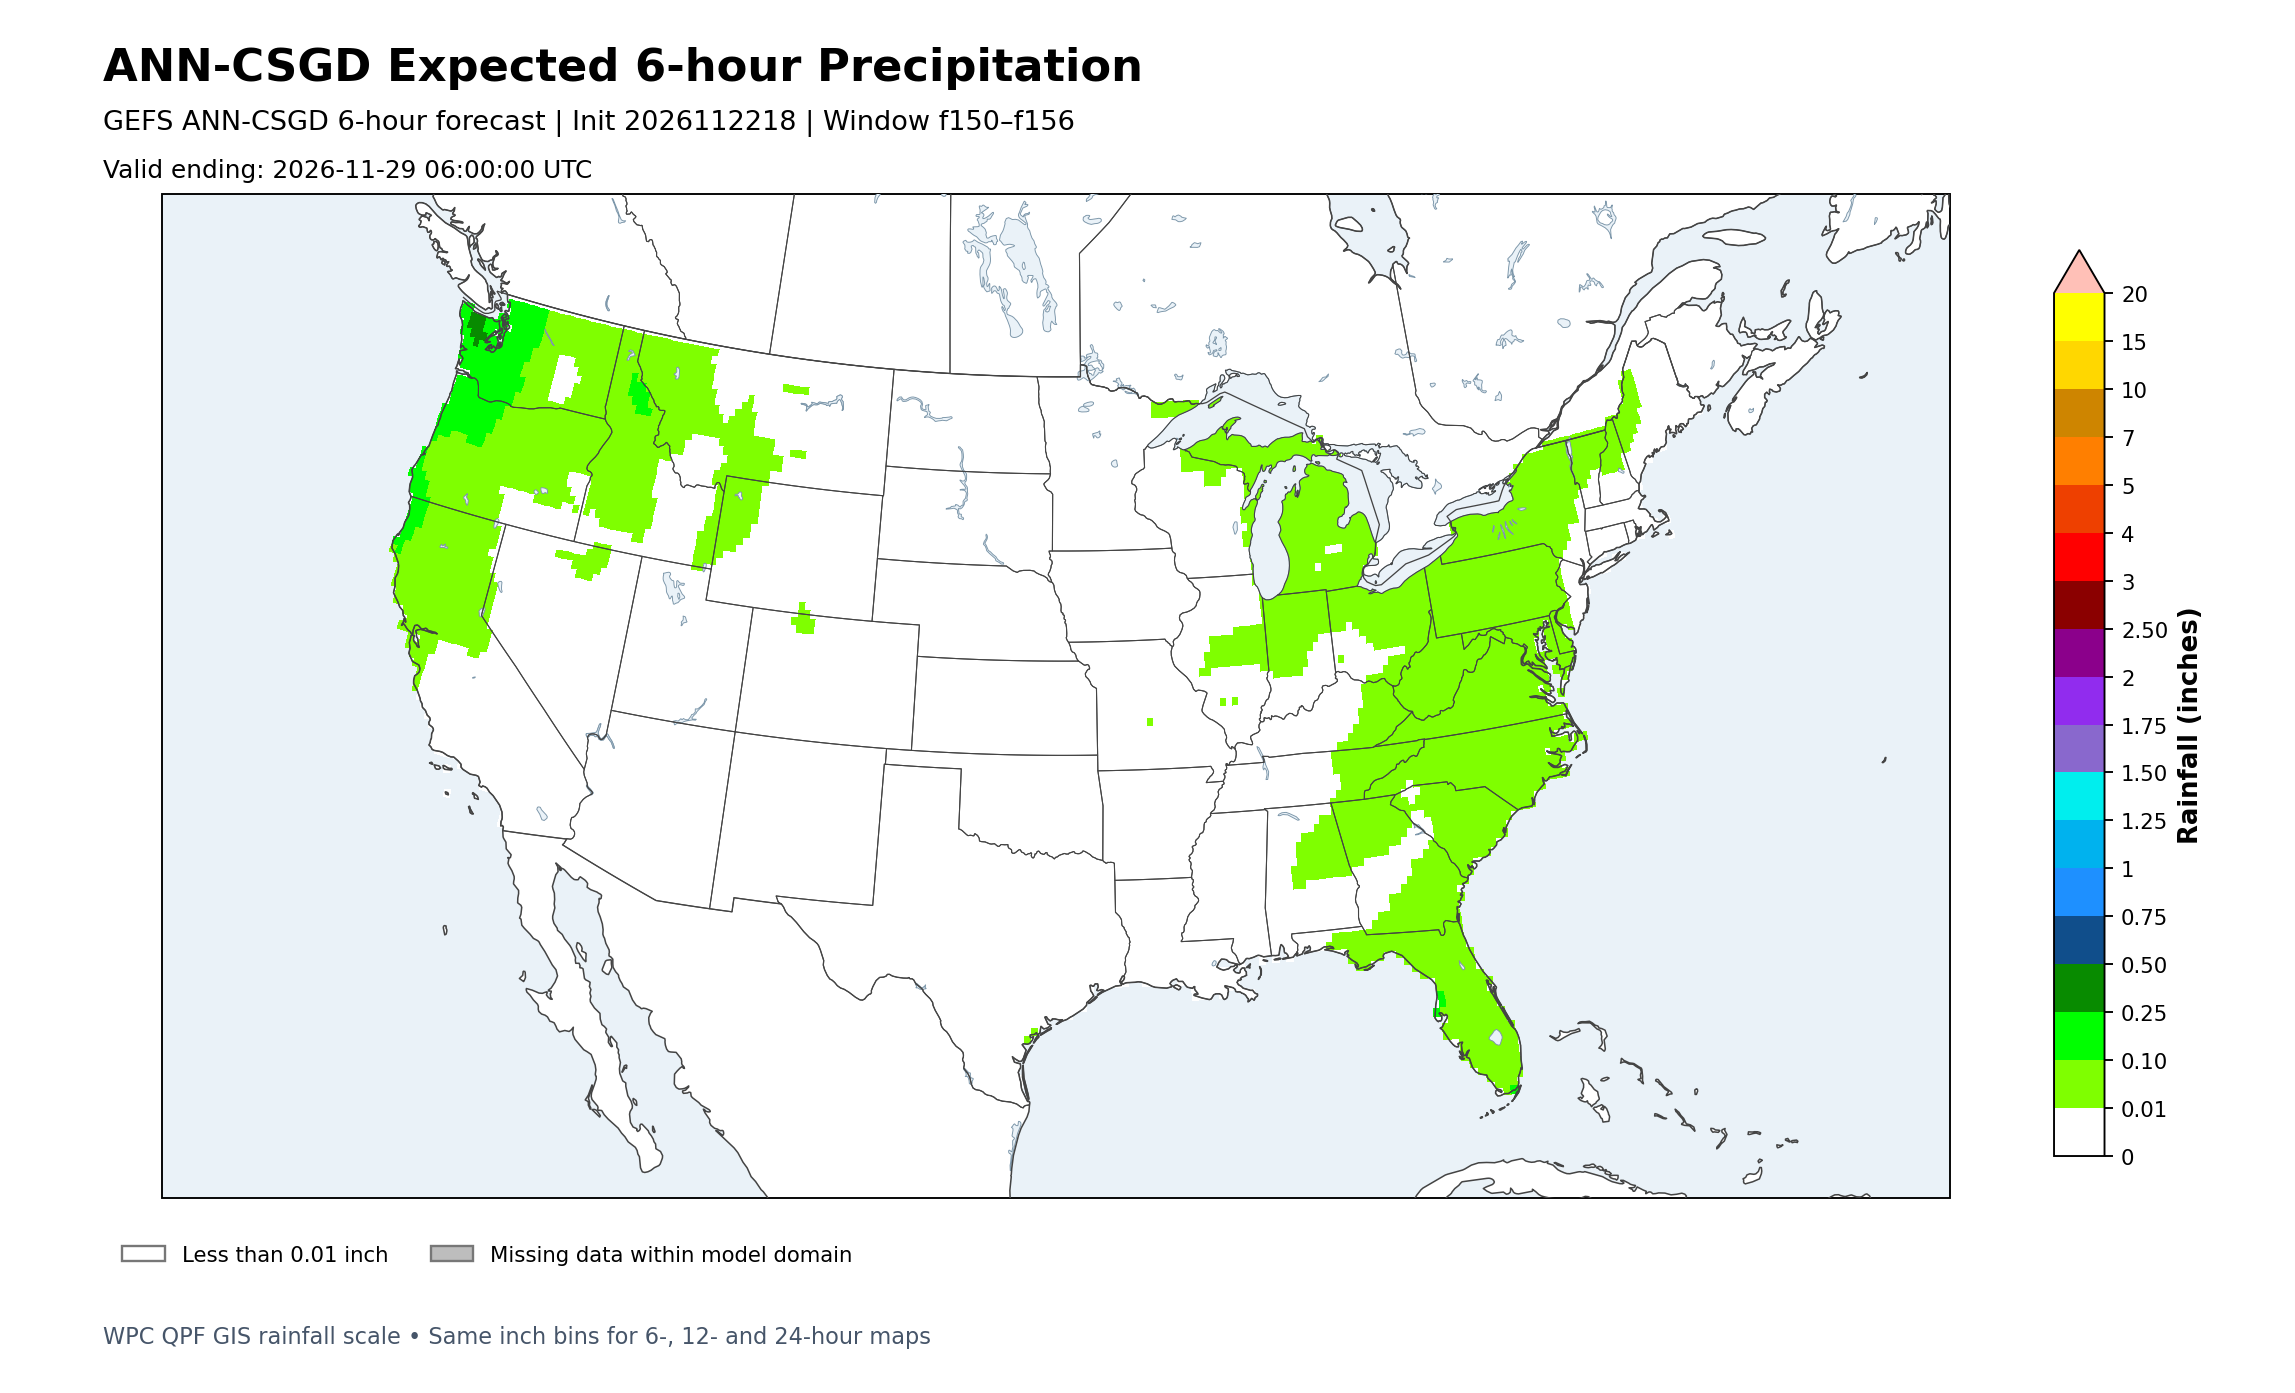 ANN-CSGD Expected 6-hour Precipitation
GEFS ANN-CSGD 6-hour forecast | Init 2026112218 | Window f150–f156
Valid ending: 2026-11-29 06:00:00 UTC
20
15
10
7
5
4
3
2.50
2
1.75
1.50
1.25
1
0.75
0.50
0.25
0.10
0.01
0
Rainfall (inches)
Less than 0.01 inch
Missing data within model domain
WPC QPF GIS rainfall scale • Same inch bins for 6-, 12- and 24-hour maps